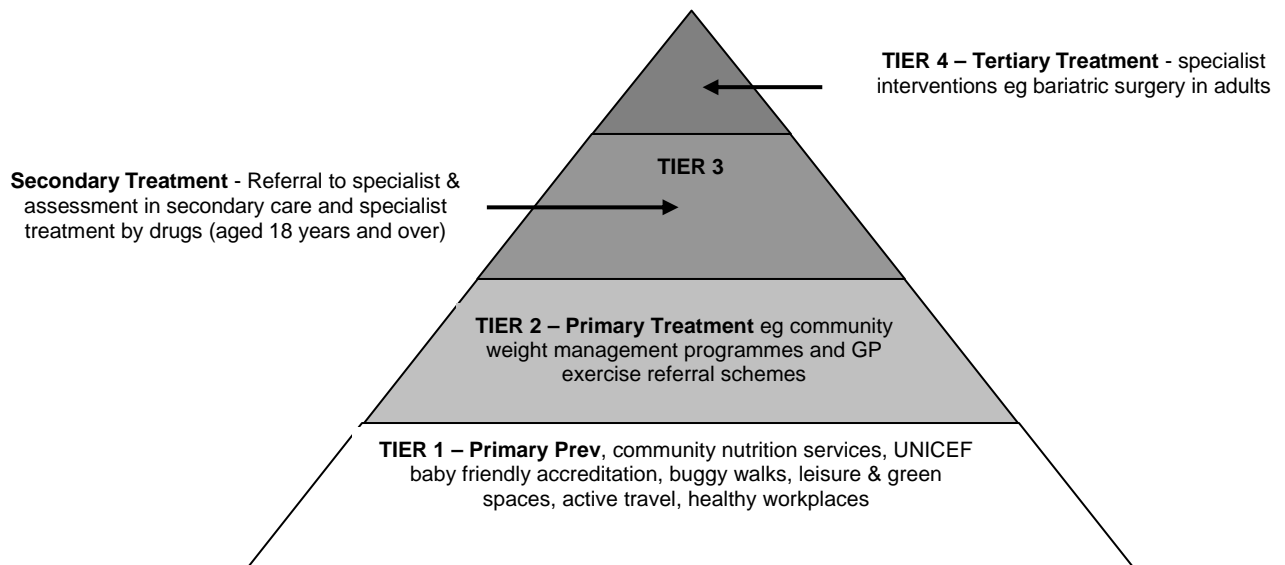 TIER 4 – Tertiary Treatment - specialist
interventions eg bariatric surgery in adults
TIER 3
Secondary Treatment - Referral to specialist &
assessment in secondary care and specialist
treatment by drugs (aged 18 years and over)
TIER 2 – Primary Treatment eg community
weight management programmes and GP
exercise referral schemes
TIER 1 – Primary Prev, community nutrition services, UNICEF
baby friendly accreditation, buggy walks, leisure & green
spaces, active travel, healthy workplaces